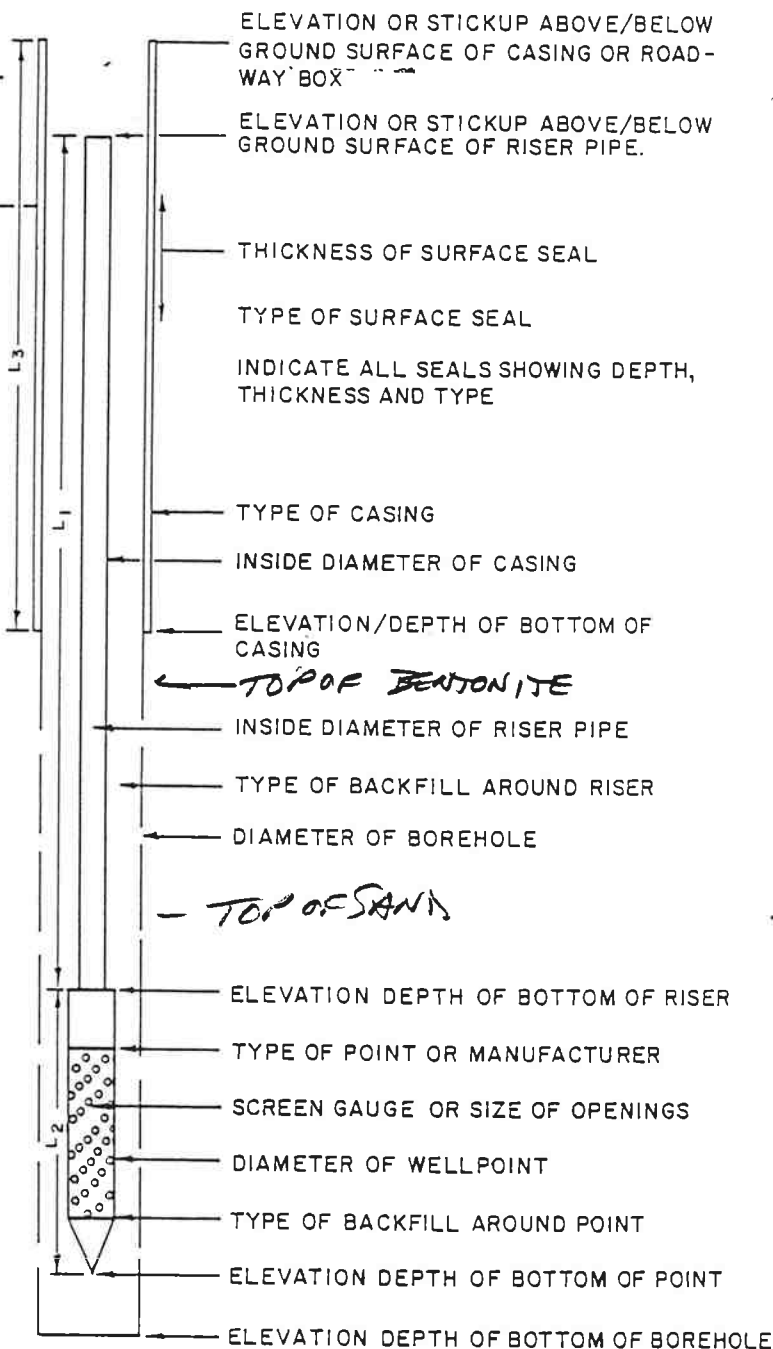 ELEVATION OR STICKUP ABOVE/BELOW
GROUND SURFACE OF CASING OR ROAD-
WAY BOX
ELEVATION OR STICKUP ABOVE/BELOW
GROUND SURFACE OF RISER PIPE.
THICKNESS OF SURFACE SEAL
TYPE OF SURFACE SEAL
INDICATE ALL SEALS SHOWING DEPTH,
THICKNESS AND TYPE
L3
L1
TYPE OF CASING
INSIDE DIAMETER OF CASING
ELEVATION/DEPTH OF BOTTOM OF
CASING
TOP OF BENTONITE
INSIDE DIAMETER OF RISER PIPE
TYPE OF BACKFILL AROUND RISER
DIAMETER OF BOREHOLE
TOP OF SAND
ELEVATION DEPTH OF BOTTOM OF RISER
TYPE OF POINT OR MANUFACTURER
SCREEN GAUGE OR SIZE OF OPENINGS
L2
DIAMETER OF WELLPOINT
TYPE OF BACKFILL AROUND POINT
ELEVATION DEPTH OF BOTTOM OF POINT
ELEVATION DEPTH OF BOTTOM OF BOREHOLE